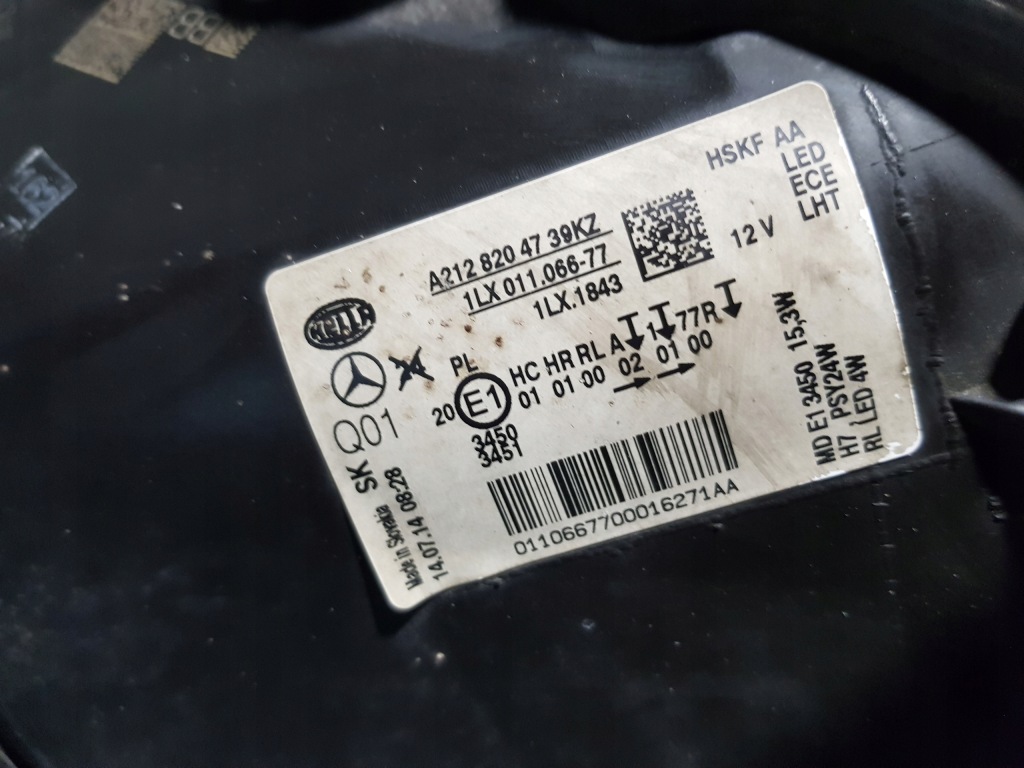 BB
HSKF AA
LED
ECE
LHT
A212 820 47 39KZ
1LX 011.066-77
1LX.1843
12 V
HELLA
PL
HC HR RL A 1 77R
20 E1 01 01 00 02 01 00
3450
3451
SK Q01
Made in Slovakia
14.07.14 08:28
011066770001627 1AA
MD E1 3450 15,3W
PSY24W
H7 LED 4W
RL